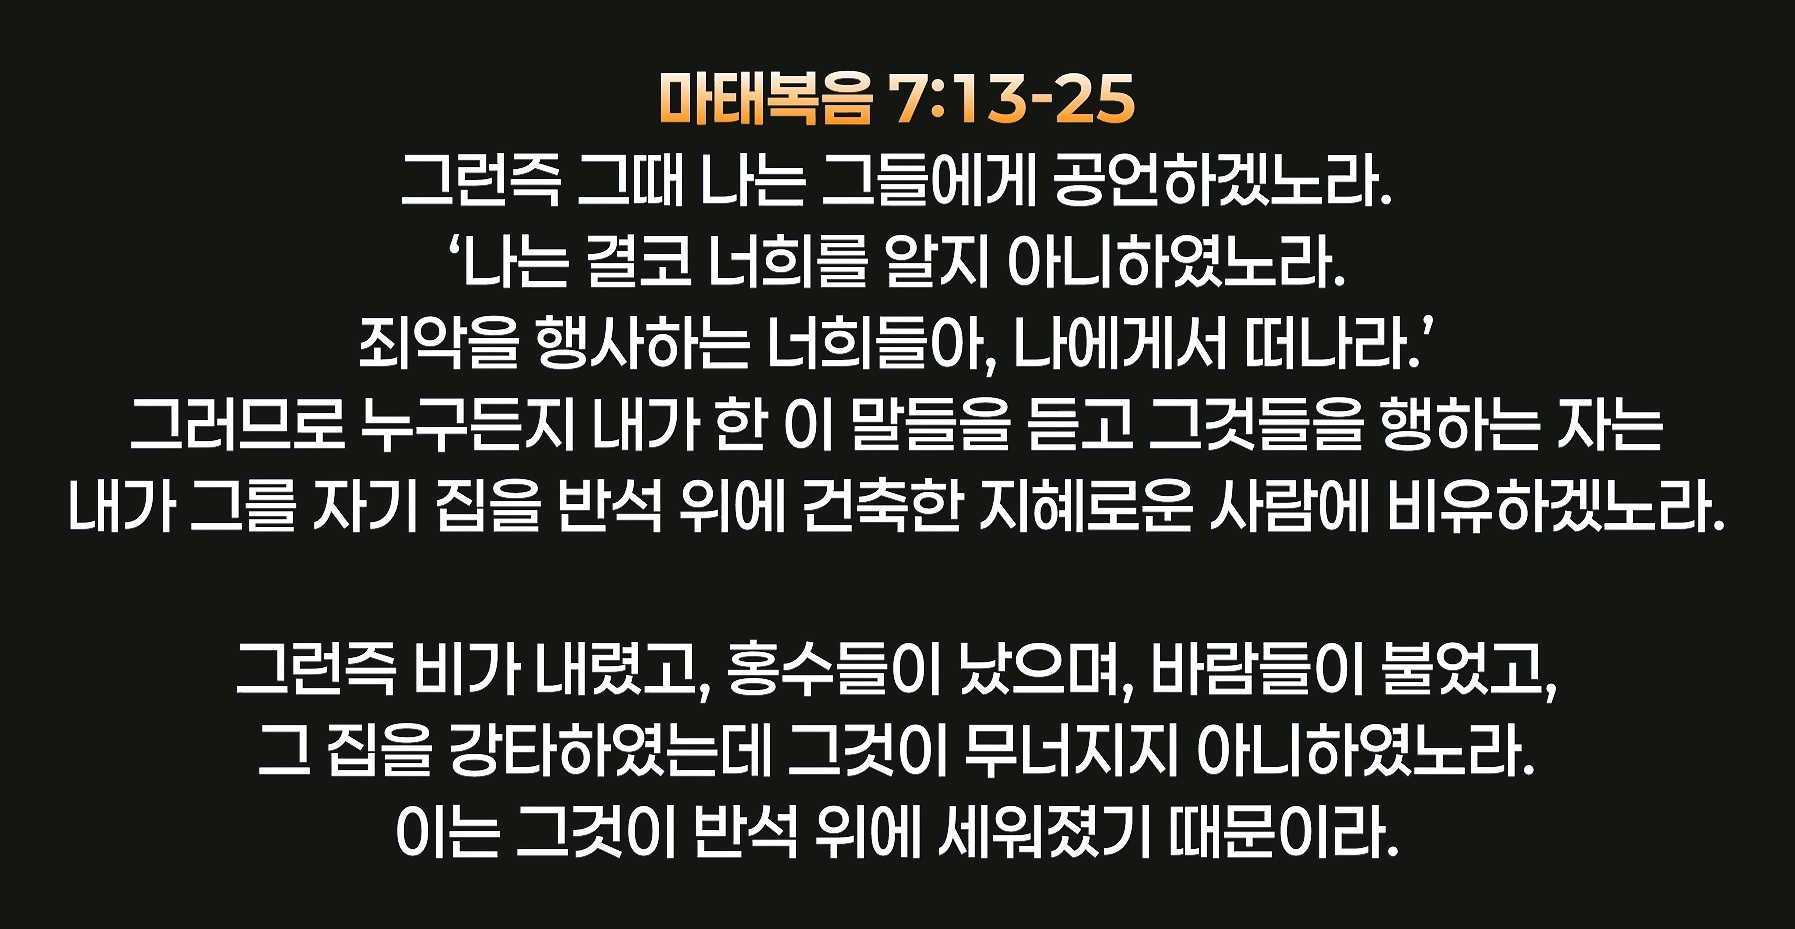 마태복음 7:13-25
그런즉 그때 나는 그들에게 공언하겠노라.
‘나는 결코 너희를 알지 아니하였노라.
죄악을 행사하는 너희들아, 나에게서 떠나라.’
그러므로 누구든지 내가 한 이 말들을 듣고 그것들을 행하는 자는
내가 그를 자기 집을 반석 위에 건축한 지혜로운 사람에 비유하겠노라.
그런즉 비가 내렸고, 홍수들이 났으며, 바람들이 불었고,
그 집을 강타하였는데 그것이 무너지지 아니하였노라.
이는 그것이 반석 위에 세워졌기 때문이라.